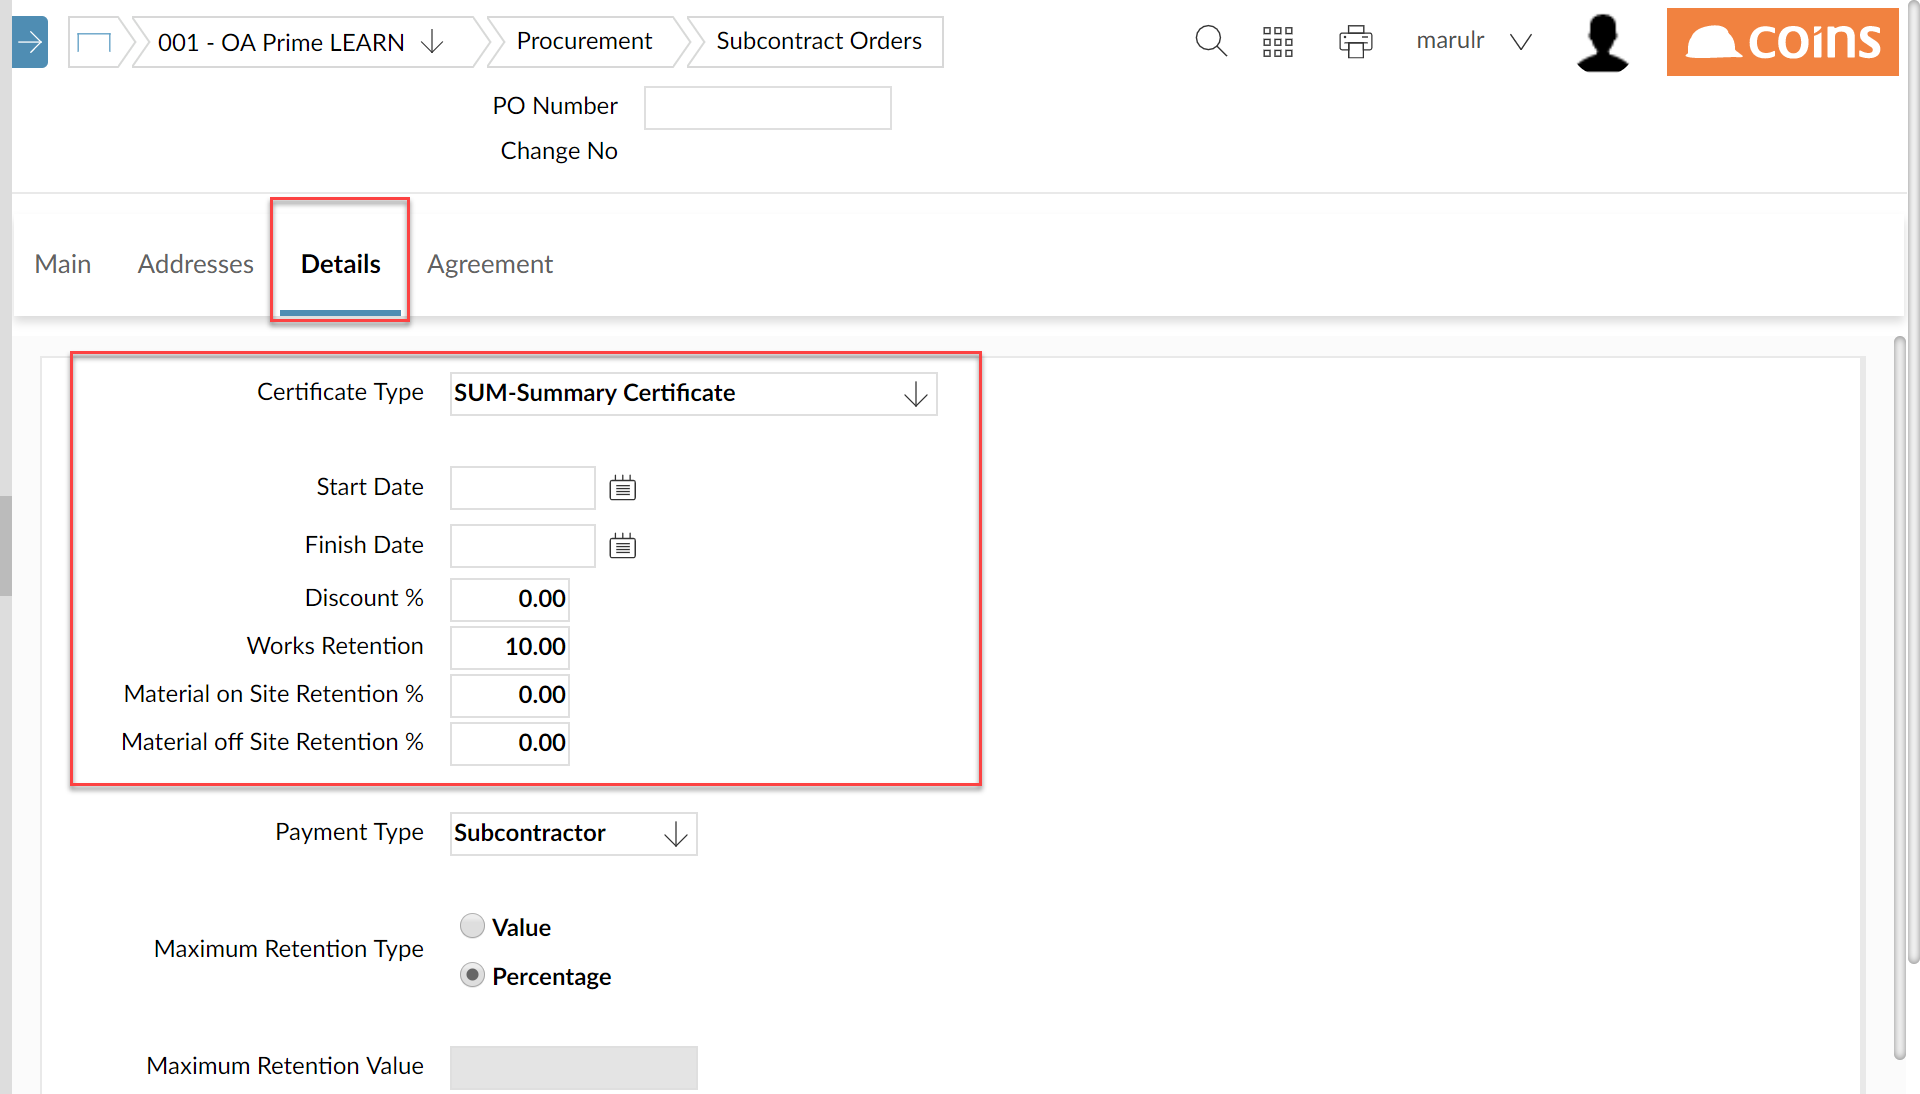 001 - OA Prime LEARN
Procurement
Subcontract Orders
marulr
coins
PO Number
Change No
Main
Addresses
Details
Agreement
Certificate Type SUM-Summary Certificate
Start Date
Finish Date
Discount % 0.00
Works Retention 10.00
Material on Site Retention % 0.00
Material off Site Retention % 0.00
Payment Type Subcontractor
Maximum Retention Type
Value
Percentage
Maximum Retention Value